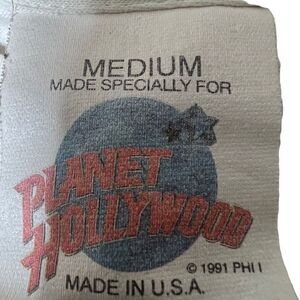 MEDIUM
MADE SPECIALLY FOR
PLANET
HOLLYWOOD
© 1991 PHI I
MADE IN U.S.A.